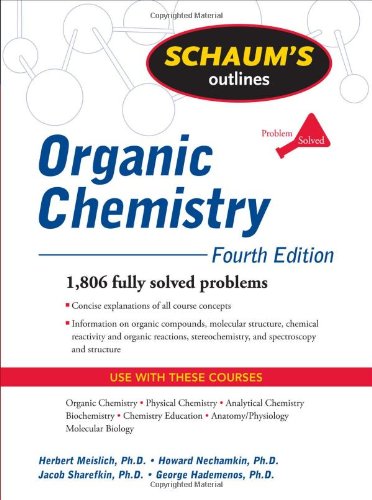 SCHAUM'S
outlines
Problem
Solved
Organic
Chemistry
Fourth Edition
1,806 fully solved problems
• Concise explanations of all course concepts
• Information on organic compounds, molecular structure, chemical
reactivity and organic reactions, stereochemistry, and spectroscopy
and structure
USE WITH THESE COURSES
Organic Chemistry • Physical Chemistry • Analytical Chemistry
Biochemistry • Chemistry Education • Anatomy/Physiology
Molecular Biology
Herbert Meislich, Ph.D. • Howard Nechamkin, Ph.D.
Jacob Sharefkin, Ph.D. • George Hademenos, Ph.D.